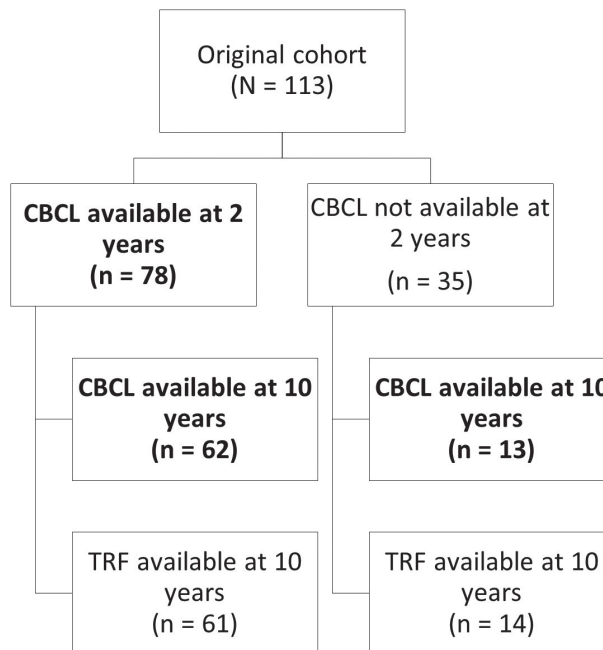 Original cohort
(N = 113)
CBCL available at 2
years
(n = 78)
CBCL not available at
2 years
(n = 35)
CBCL available at 10
years
(n = 62)
CBCL available at 10
years
(n = 13)
TRF available at 10
years
(n = 61)
TRF available at 10
years
(n = 14)